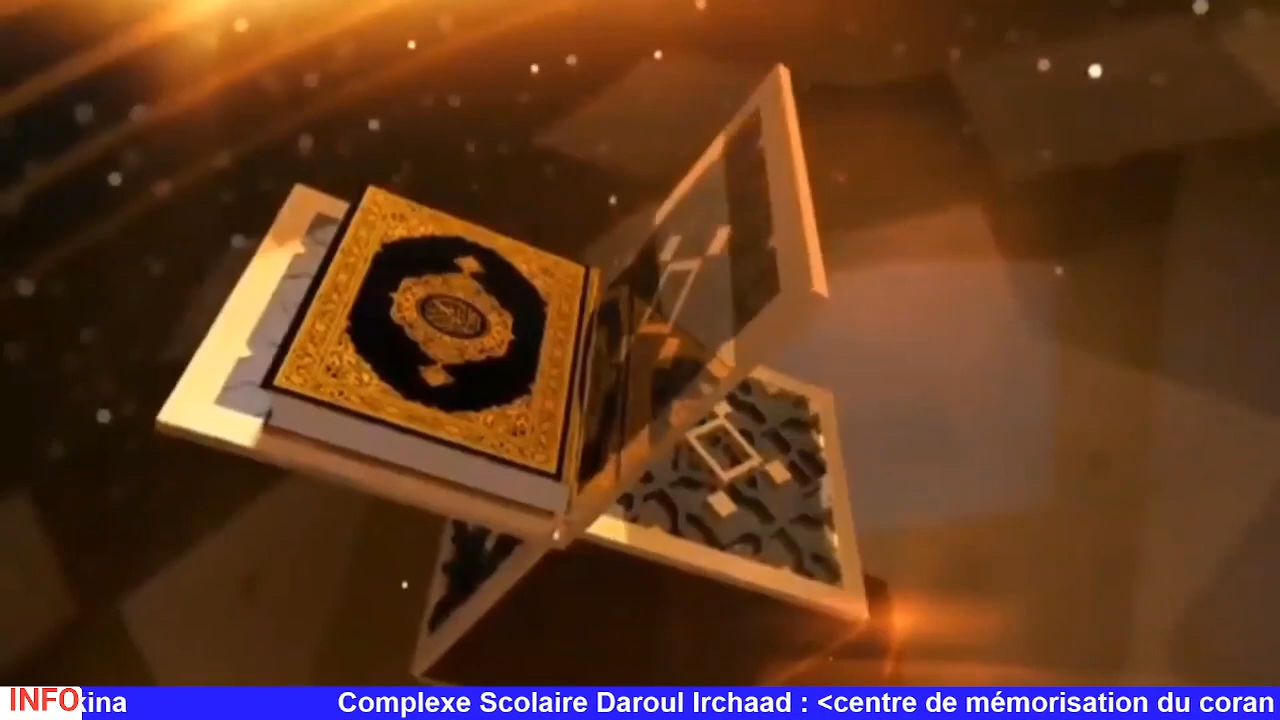 INFO kina Complexe Scolaire Daroul Irchaad : <centre de mémorisation du coran